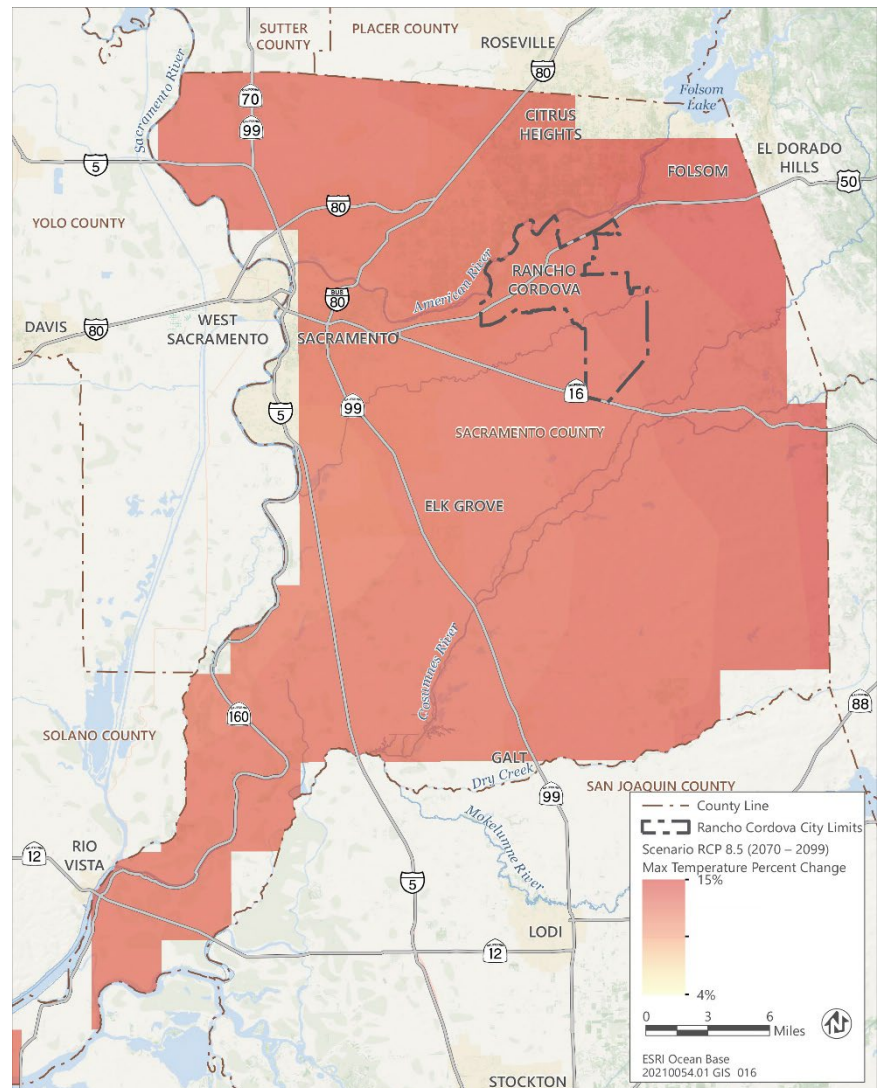 SUTTER
COUNTY
PLACER COUNTY
ROSEVILLE
80
Sacramento River
CALIFORNIA
70
CALIFORNIA
99
Folsom
Lake
CITRUS
HEIGHTS
5
EL DORADO
HILLS
FOLSOM
50
YOLO COUNTY
80
American River
RANCHO
CORDOVA
BUS
80
DAVIS
80
WEST
SACRAMENTO
SACRAMENTO
16
5
99
SACRAMENTO COUNTY
ELK GROVE
Cosumnes River
160
88
SOLANO COUNTY
GALT
Dry Creek
SAN JOAQUIN COUNTY
99
Mokelumne River
RIO
VISTA
12
5
LODI
12
STOCKTON
County Line
Rancho Cordova City Limits
Scenario RCP 8.5 (2070 – 2099)
Max Temperature Percent Change
15%
4%
0 3 6
Miles
N
ESRI Ocean Base
20210054.01 GIS 016